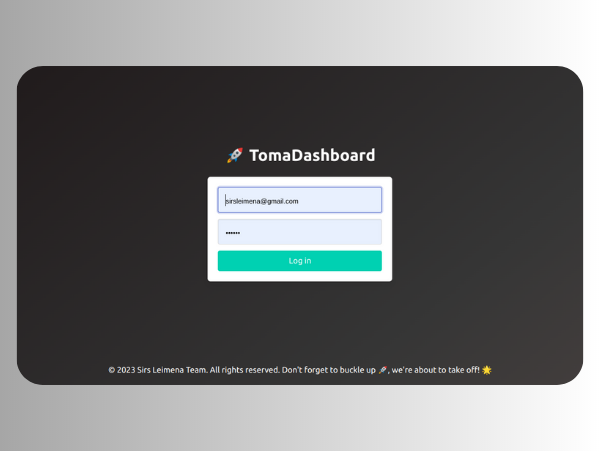 🚀 TomaDashboard
sirsleimena@gmail.com
••••••
Log in
© 2023 Sirs Leimena Team. All rights reserved. Don't forget to buckle up 🚀, we're about to take off! 🌟